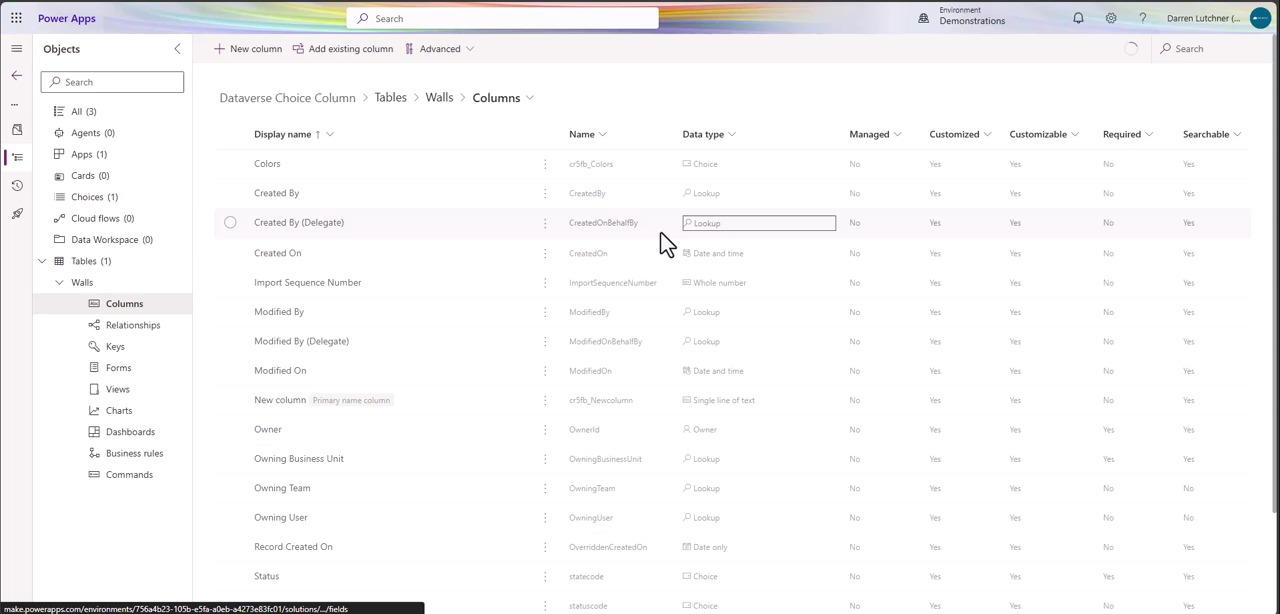 Power Apps
Search
Environment
Demonstrations
Darren Lutchner (...
Objects
New column
Add existing column
Advanced
Search
Search
All (3)
Agents (0)
Apps (1)
Cards (0)
Choices (1)
Cloud flows (0)
Data Workspace (0)
Tables (1)
Walls
Columns
Relationships
Keys
Forms
Views
Charts
Dashboards
Business rules
Commands
Dataverse Choice Column > Tables > Walls > Columns
Display name ↑ Name Data type Managed Customized Customizable Required Searchable
Colors cr5fb_Colors Choice No Yes Yes No Yes
Created By CreatedBy Lookup No Yes Yes No Yes
Created By (Delegate) CreatedOnBehalfBy Lookup No Yes Yes No Yes
Created On CreatedOn Date and time No Yes Yes No Yes
Import Sequence Number ImportSequenceNumber Whole number No Yes Yes No Yes
Modified By ModifiedBy Lookup No Yes Yes No Yes
Modified By (Delegate) ModifiedOnBehalfBy Lookup No Yes Yes No Yes
Modified On ModifiedOn Date and time No Yes Yes No Yes
New column Primary name column cr5fb_Newcolumn Single line of text No Yes Yes No Yes
Owner OwnerId Owner No Yes Yes Yes Yes
Owning Business Unit OwningBusinessUnit Lookup No Yes Yes Yes Yes
Owning Team OwningTeam Lookup No Yes Yes No No
Owning User OwningUser Lookup No Yes Yes No No
Record Created On OverriddenCreatedOn Date only No Yes Yes No Yes
Status statecode Choice No Yes Yes Yes Yes
statuscode Choice No Yes Yes No Yes
make.powerapps.com/environments/756a4b23-105b-e5fa-a0eb-a4273e83fc01/solutions/.../fields